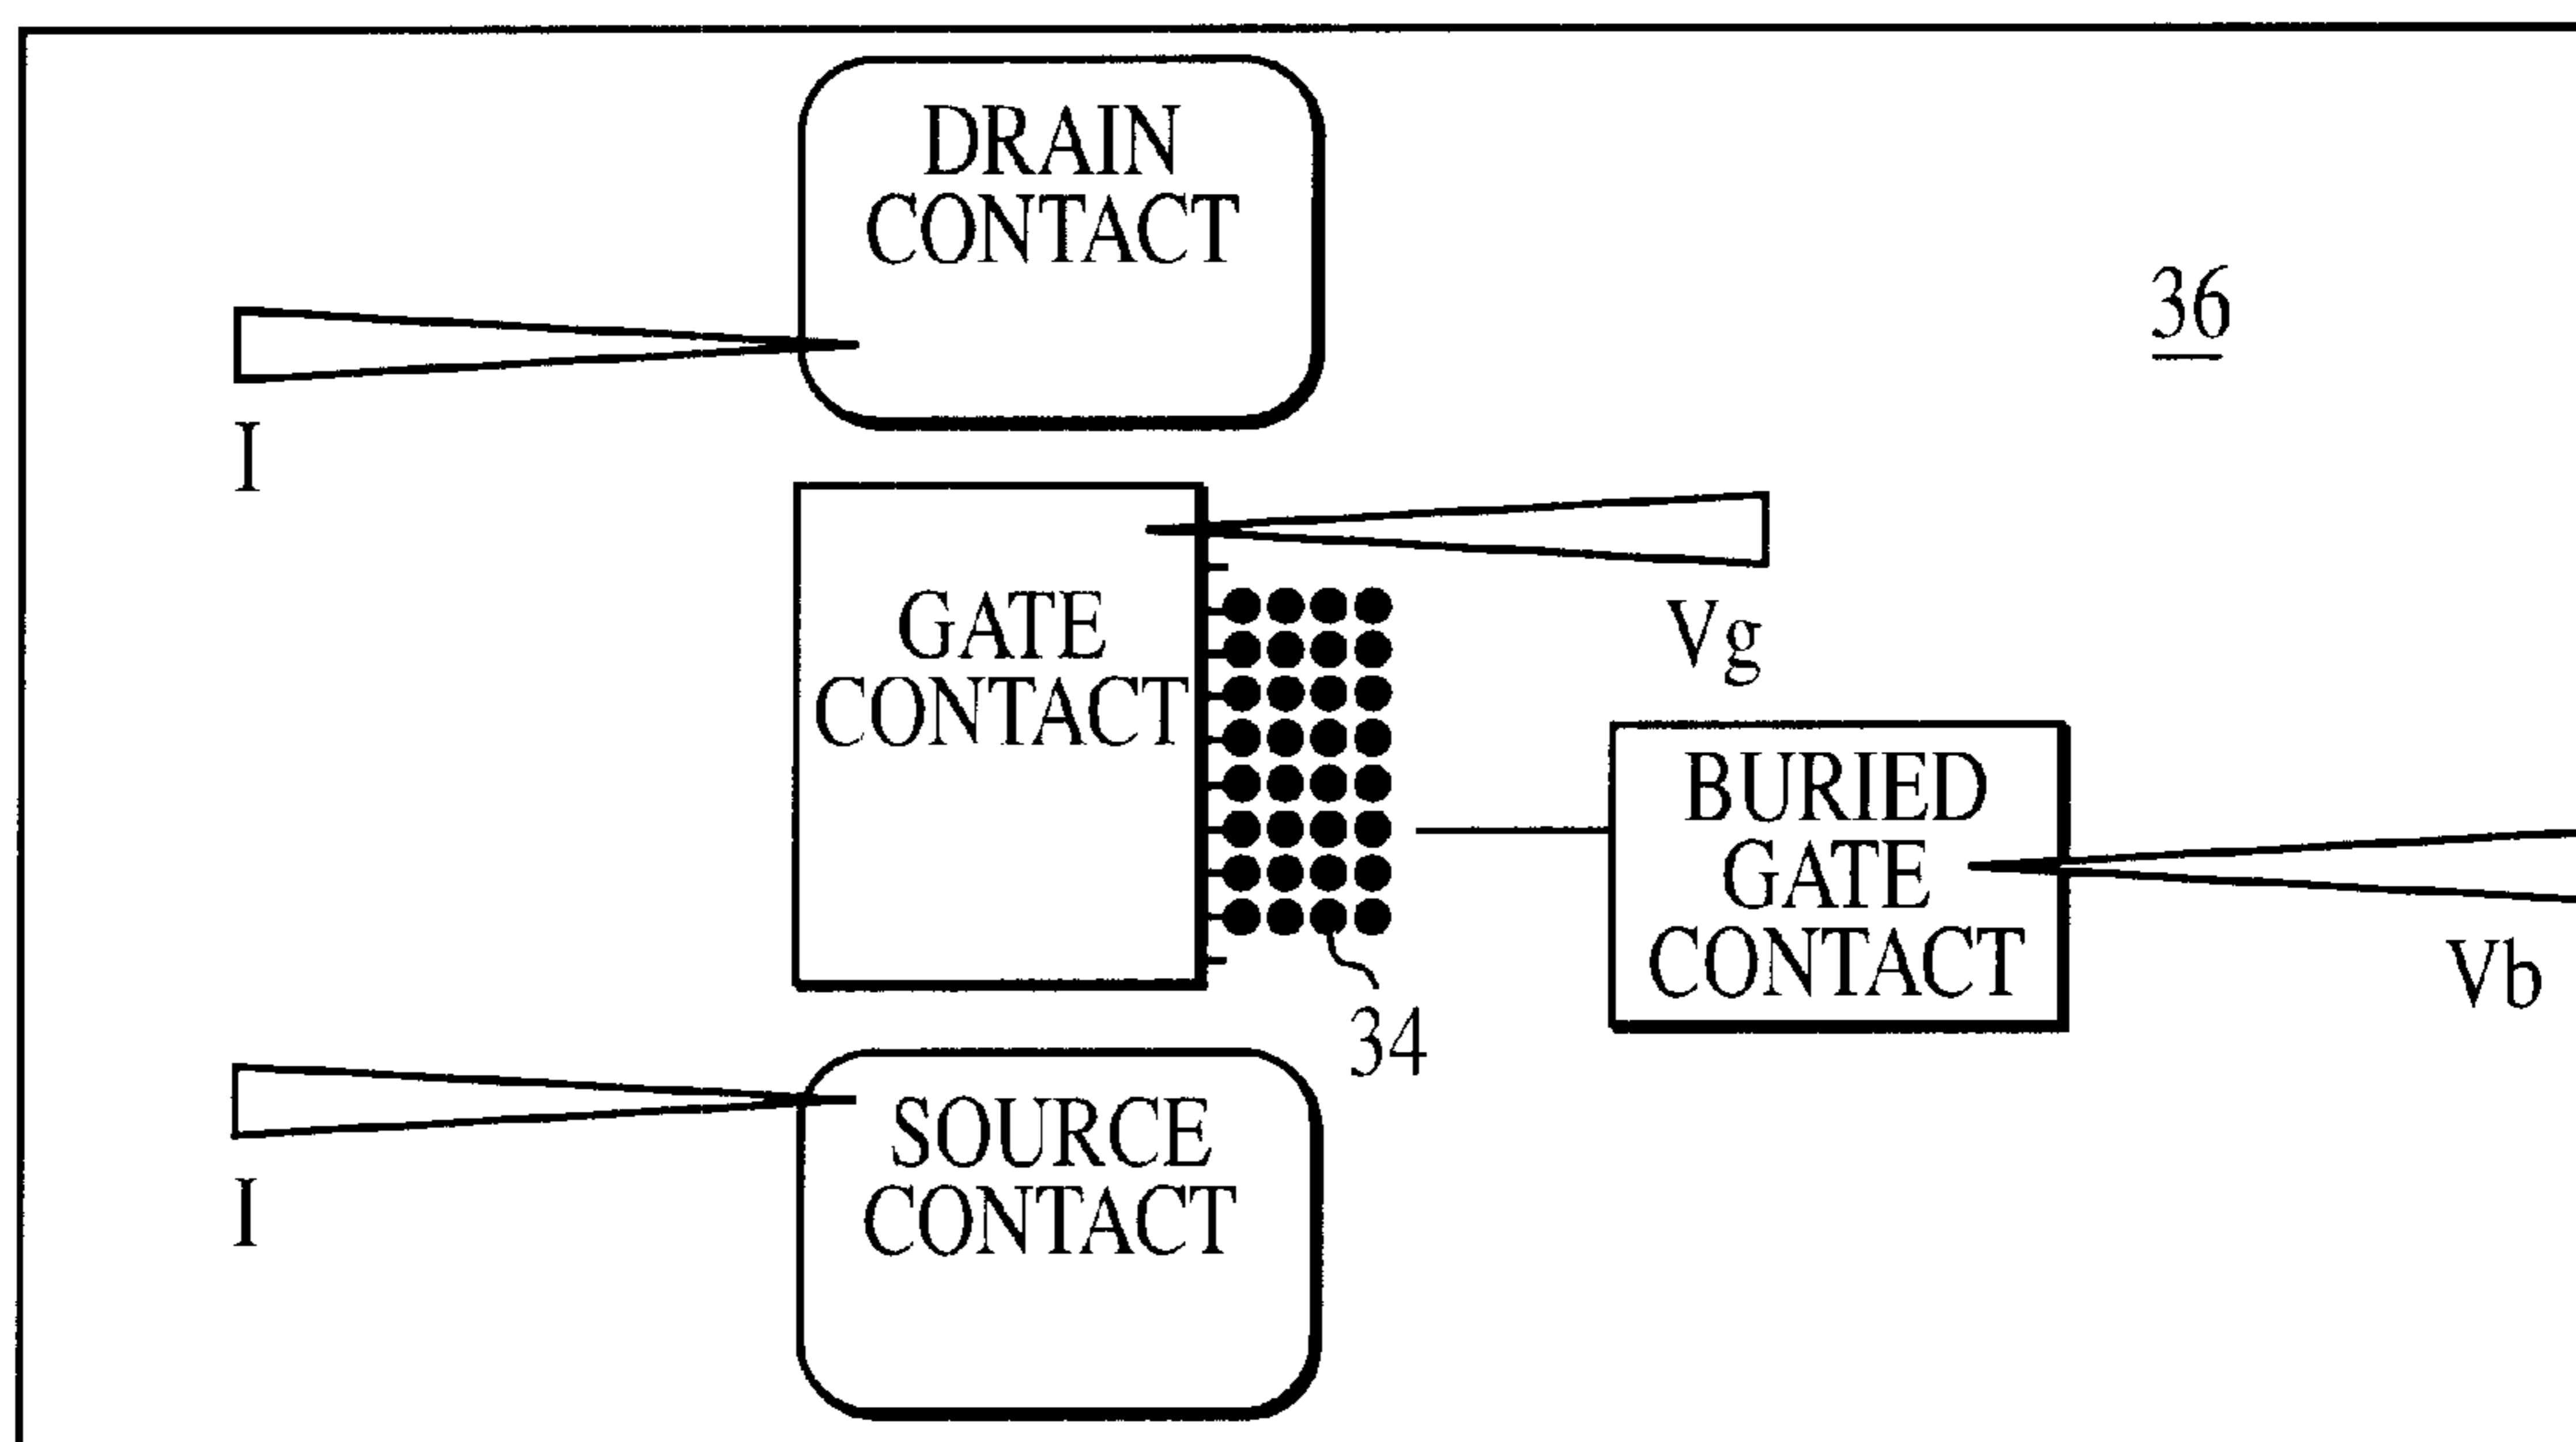 DRAIN
CONTACT
36
I
GATE
CONTACT
Vg
BURIED
GATE
CONTACT
Vb
34
SOURCE
CONTACT
I